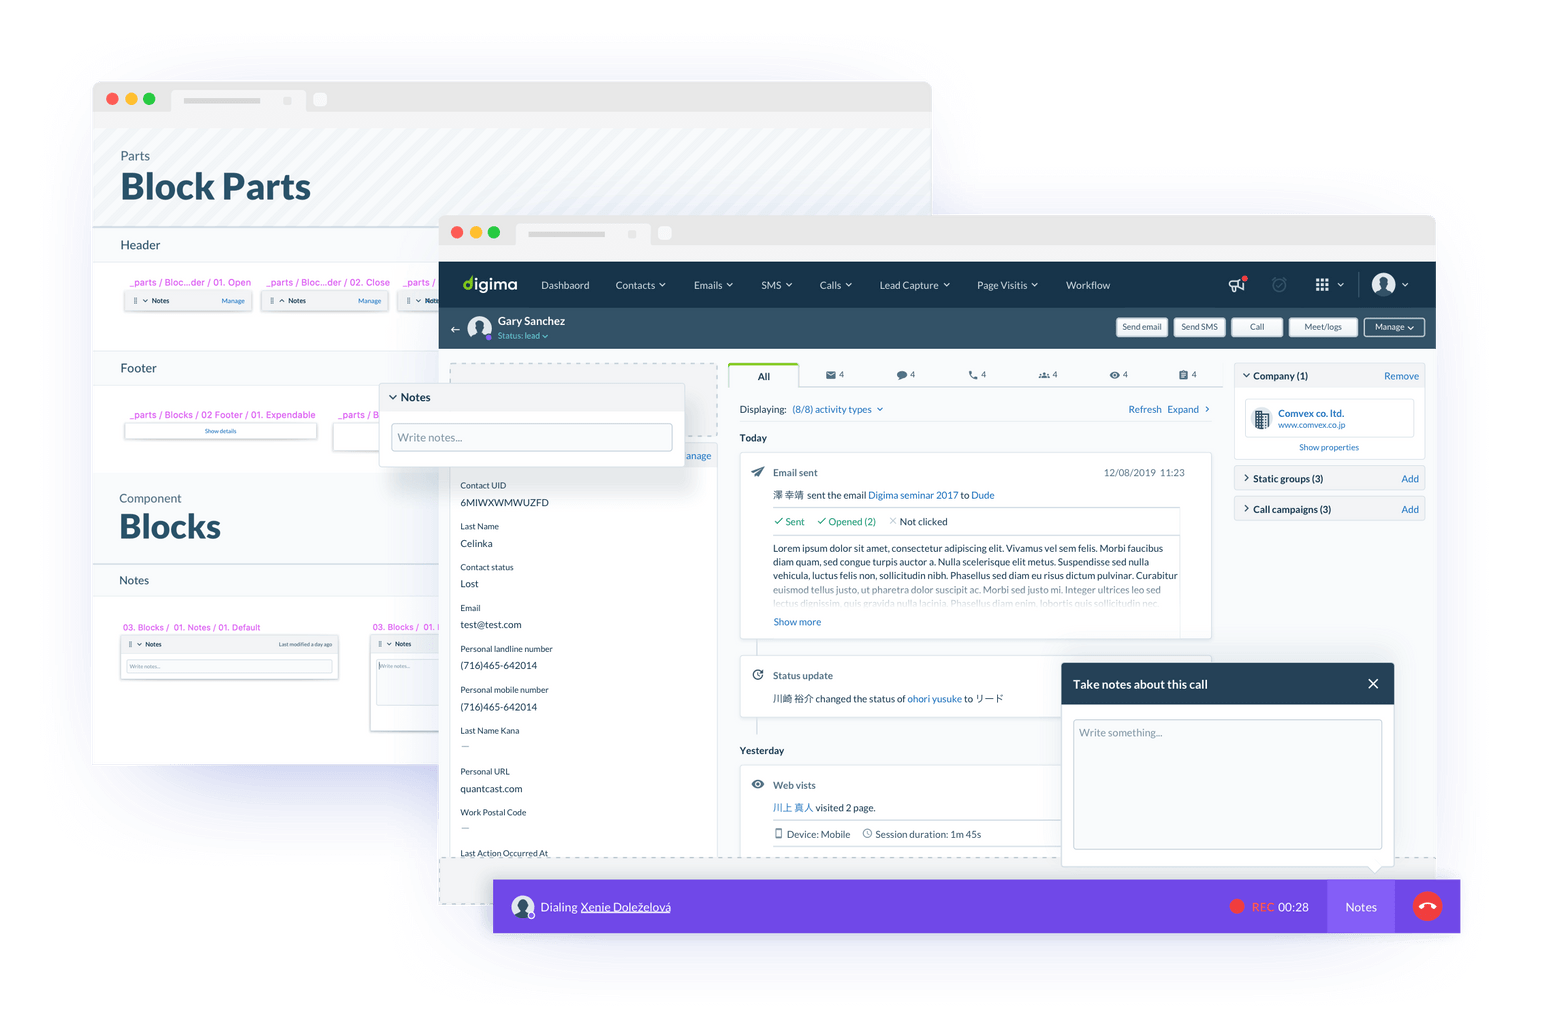 Parts
Block Parts
Header
_parts / Bloc...der / 01. Open
_parts / Bloc...der / 02. Close
_parts /
Notes
Manage
Notes
Manage
Notes
Footer
_parts / Blocks / 02 Footer / 01. Expendable
_parts / B
Show details
Component
Blocks
Notes
03. Blocks / 01. Notes / 01. Default
03. Blocks / 01.
Notes
Last modified a day ago
Write notes...
Notes
Write notes...
digima
Dashbaord
Contacts
Emails
SMS
Calls
Lead Capture
Page Visitis
Workflow
Gary Sanchez
Status: lead
Send email
Send SMS
Call
Meet/logs
Manage
Notes
Write notes...
anage
Contact UID
6MIWXWMWUZFD
Last Name
Celinka
Contact status
Lost
Email
test@test.com
Personal landline number
(716)465-642014
Personal mobile number
(716)465-642014
Last Name Kana
—
Personal URL
quantcast.com
Work Postal Code
—
Last Action Occurred At
All
4
4
4
4
4
4
Displaying: (8/8) activity types
Refresh
Expand
Today
Email sent
12/08/2019 11:23
澤 幸靖 sent the email Digima seminar 2017 to Dude
Sent
Opened (2)
Not clicked
Lorem ipsum dolor sit amet, consectetur adipiscing elit. Vivamus vel sem felis. Morbi faucibus
diam quam, sed congue turpis auctor a. Nulla scelerisque elit metus. Suspendisse sed nulla
vehicula, luctus felis non, sollicitudin nibh. Phasellus sed diam eu risus dictum pulvinar. Curabitur
euismod tellus justo, ut pharetra dolor suscipit ac. Morbi sed justo mi. Integer ultrices leo sed
lectus dignissim, quis gravida nulla lacinia. Phasellus diam enim, lobortis quis sollicitudin nec,
Show more
Status update
川崎 裕介 changed the status of ohori yusuke to リード
Yesterday
Web vists
川上 真人 visited 2 page.
Device: Mobile
Session duration: 1m 45s
Company (1)
Remove
Comvex co. ltd.
www.comvex.co.jp
Show properties
Static groups (3)
Add
Call campaigns (3)
Add
Take notes about this call
Write something...
Dialing Xenie Doleželová
REC 00:28
Notes